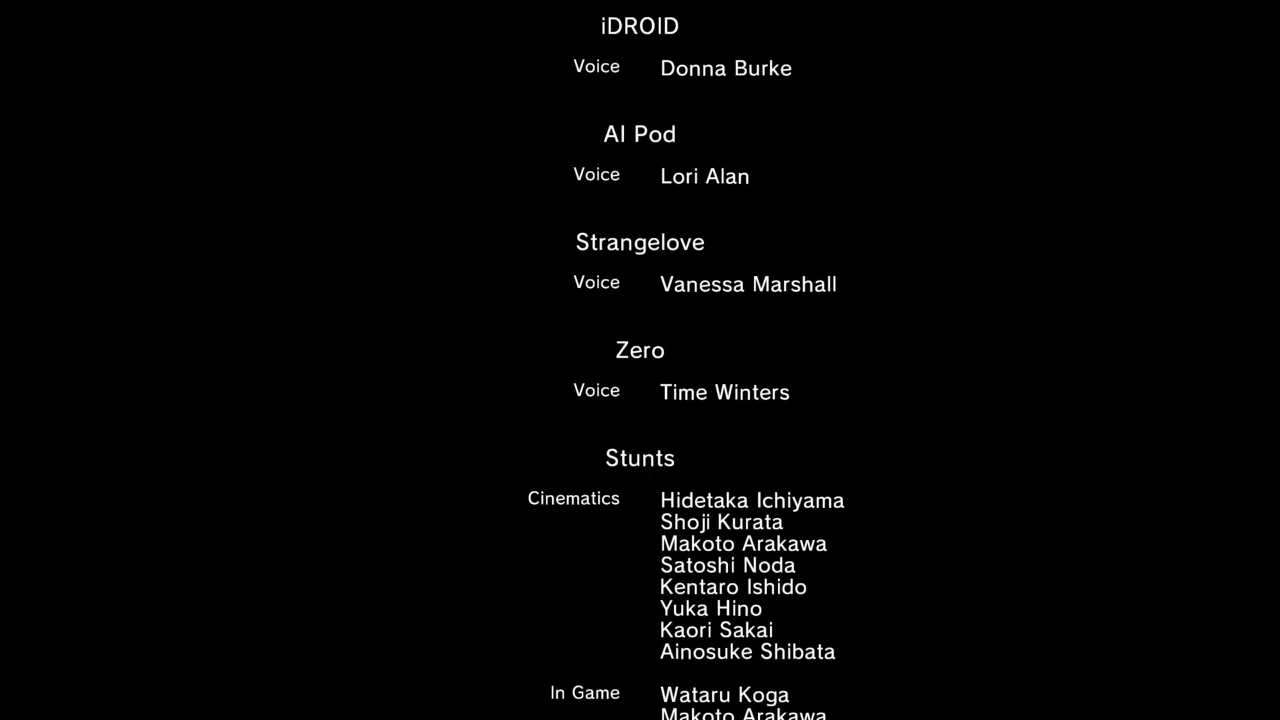 iDROID
Voice Donna Burke
AI Pod
Voice Lori Alan
Strangelove
Voice Vanessa Marshall
Zero
Voice Time Winters
Stunts
Cinematics Hidetaka Ichiyama
Shoji Kurata
Makoto Arakawa
Satoshi Noda
Kentaro Ishido
Yuka Hino
Kaori Sakai
Ainosuke Shibata
In Game Wataru Koga
Makoto Arakawa